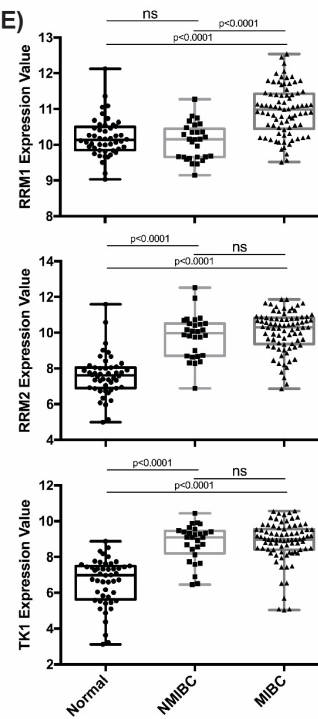 E)
ns
p<0.0001
p<0.0001
RRM1 Expression Value
13
12
11
10
9
8
p<0.0001
ns
p<0.0001
RRM2 Expression Value
14
12
10
8
6
4
p<0.0001
ns
p<0.0001
TK1 Expression Value
12
10
8
6
4
2
Normal
NMIBC
MIBC